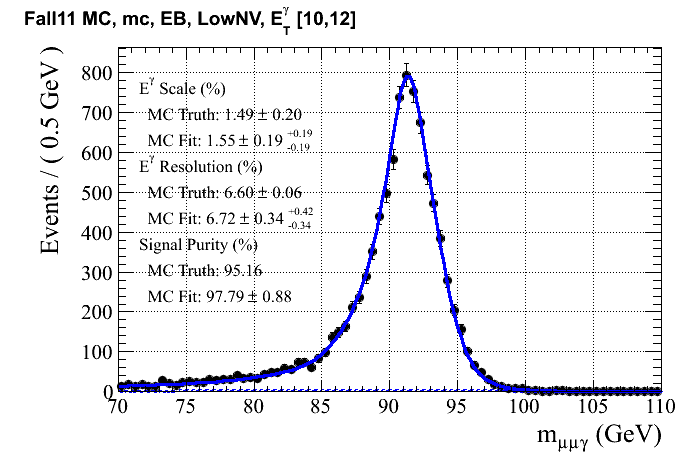 Fall11 MC, mc, EB, LowNV, E_T^γ [10,12]
Events / ( 0.5 GeV )
800
700
600
500
400
300
200
100
0
E^γ Scale (%)
MC Truth: 1.49 ± 0.20
MC Fit: 1.55 ± 0.19 +0.19 -0.19
E^γ Resolution (%)
MC Truth: 6.60 ± 0.06
MC Fit: 6.72 ± 0.34 +0.42 -0.34
Signal Purity (%)
MC Truth: 95.16
MC Fit: 97.79 ± 0.88
70 75 80 85 90 95 100 105 110
m_μμγ (GeV)